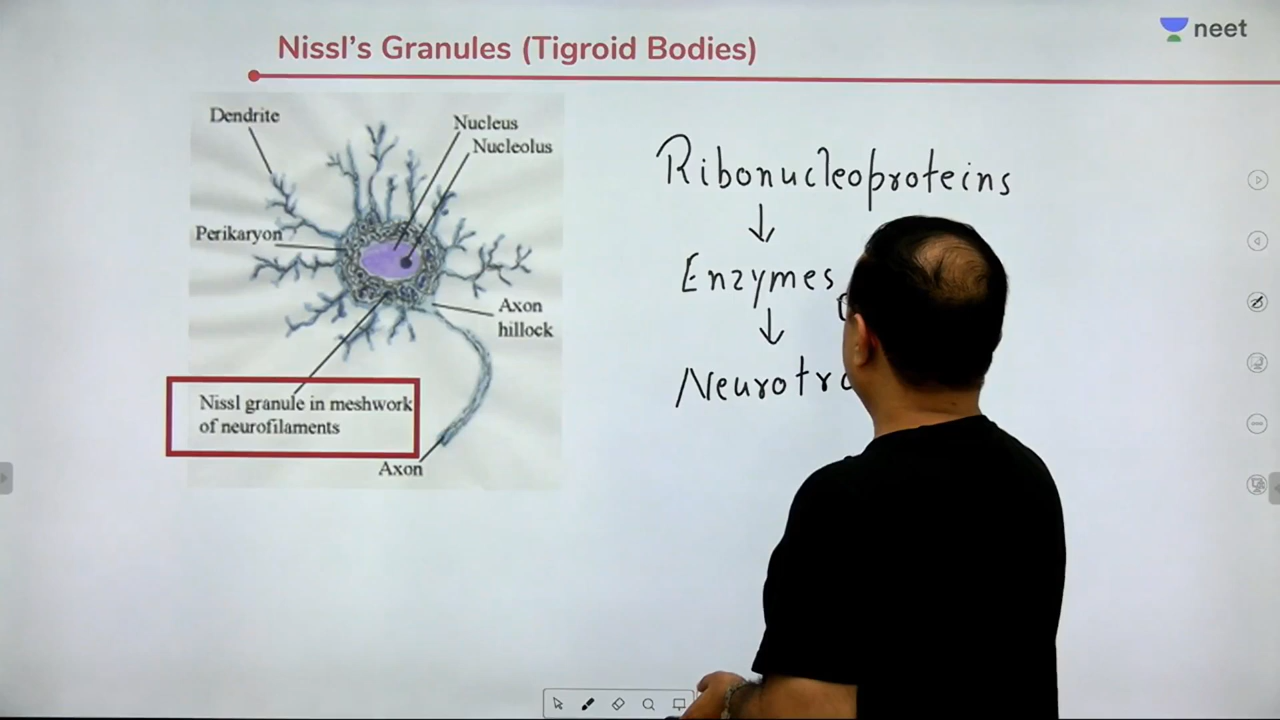 Nissl's Granules (Tigroid Bodies)
neet
Dendrite
Nucleus
Nucleolus
Perikaryon
Axon
hillock
Nissl granule in meshwork
of neurofilaments
Axon
Ribonucleoproteins
↓
Enzymes
↓